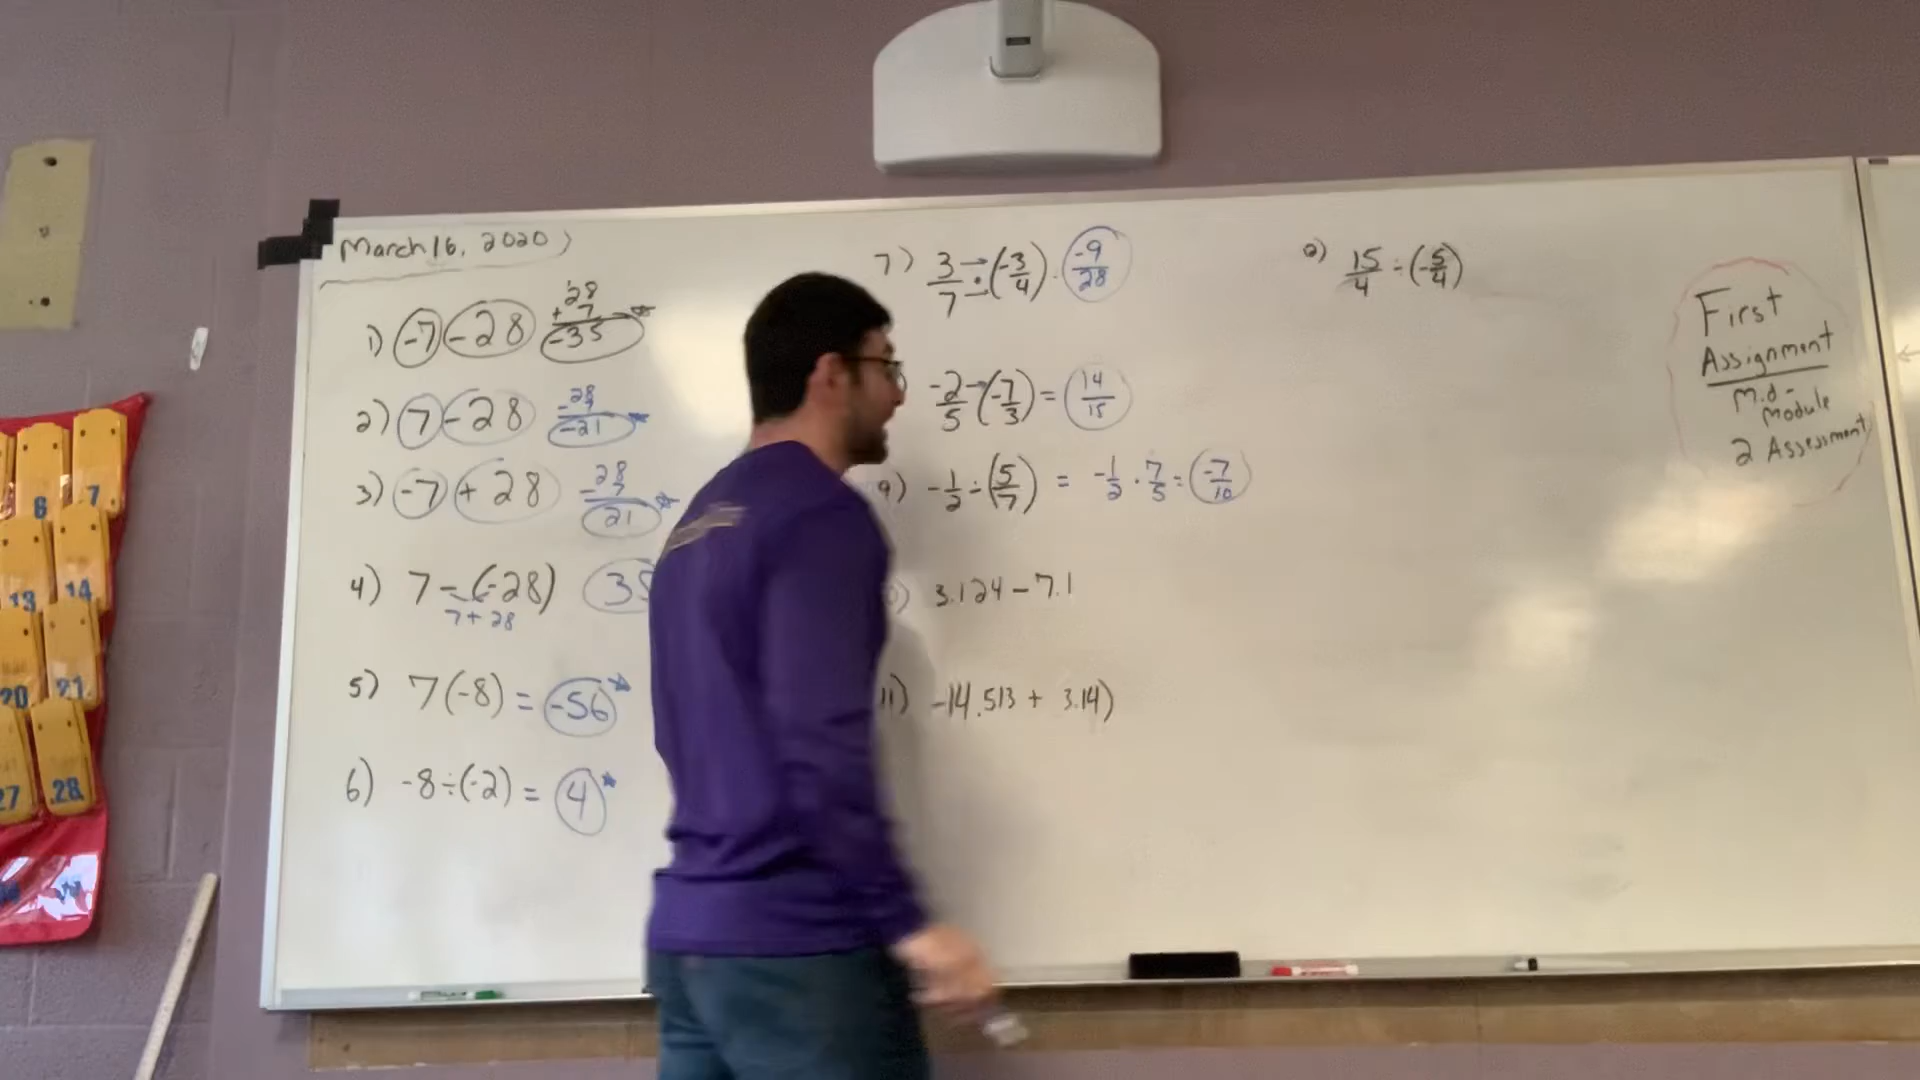 March 16, 2020
1) -7 - 28
28
+ 7
-35
2) 7 - 28
28
- 7
-21
3) -7 + 28
28
- 7
21
4) 7 - (-28) 35
7 + 28
5) 7(-8) = -56
6) -8 ÷ (-2) = 4
7) 3/7 · (-3/4) = -9/28
-2/5 (-7/3) = 14/15
9) -1/2 ÷ (5/7) = -1/2 · 7/5 = -7/10
) 3.124 - 7.1
11) -14.513 + 3.14)
15/4 ÷ (-5/4)
First
Assignment
Mid-
Module
2 Assessment
6
7
13
14
20
21
27
28